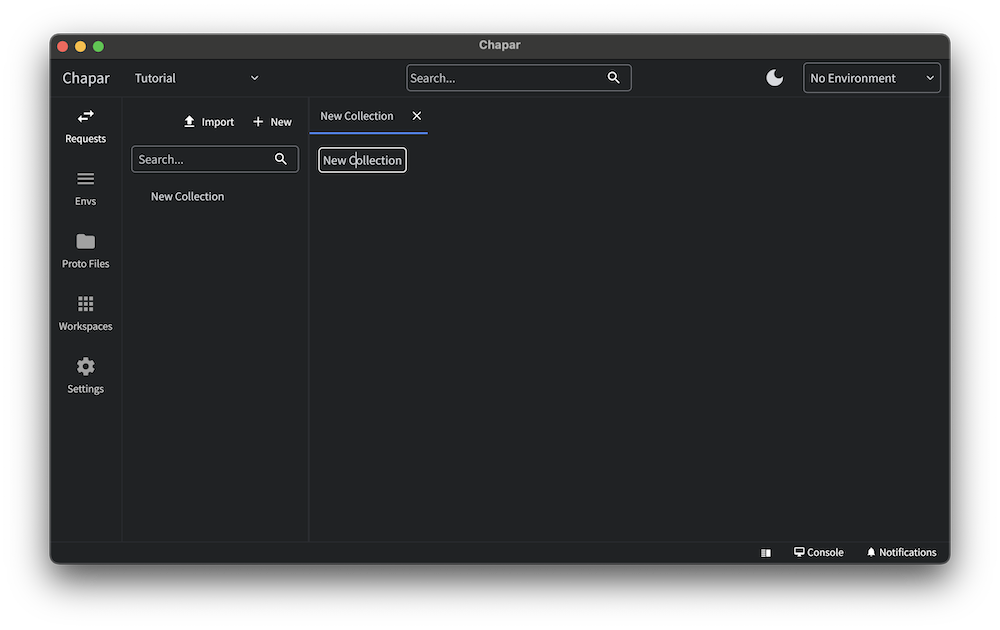 Chapar
Chapar
Tutorial
Search...
No Environment
Requests
Envs
Proto Files
Workspaces
Settings
Import
New
Search...
New Collection
New Collection
New Collection
Console
Notifications